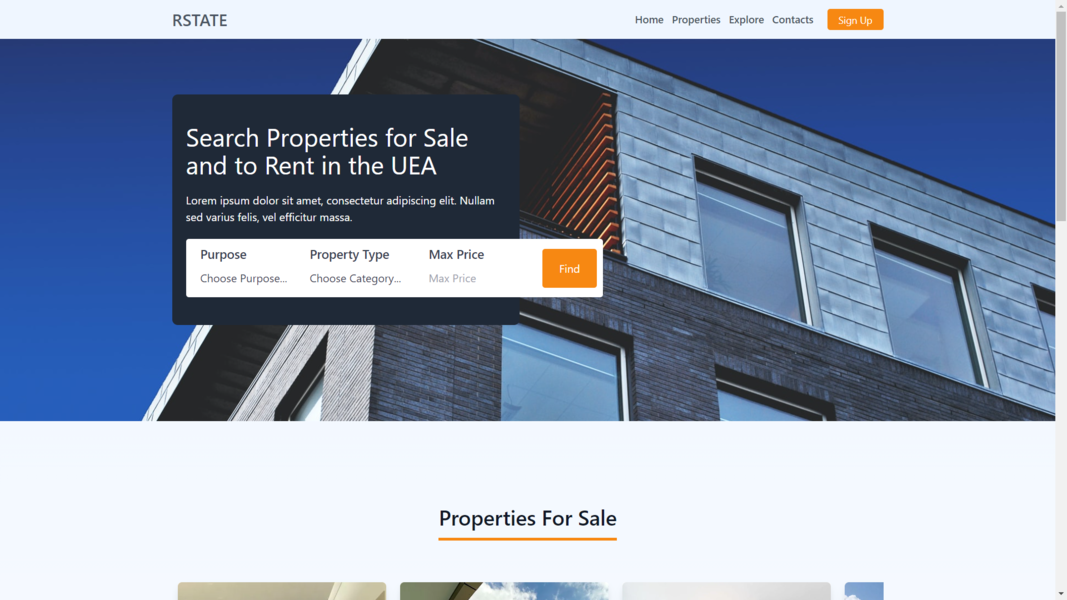 RSTATE
Home Properties Explore Contacts Sign Up
Search Properties for Sale
and to Rent in the UEA
Lorem ipsum dolor sit amet, consectetur adipiscing elit. Nullam
sed varius felis, vel efficitur massa.
Purpose Property Type Max Price
Choose Purpose... Choose Category... Max Price
Find
Properties For Sale